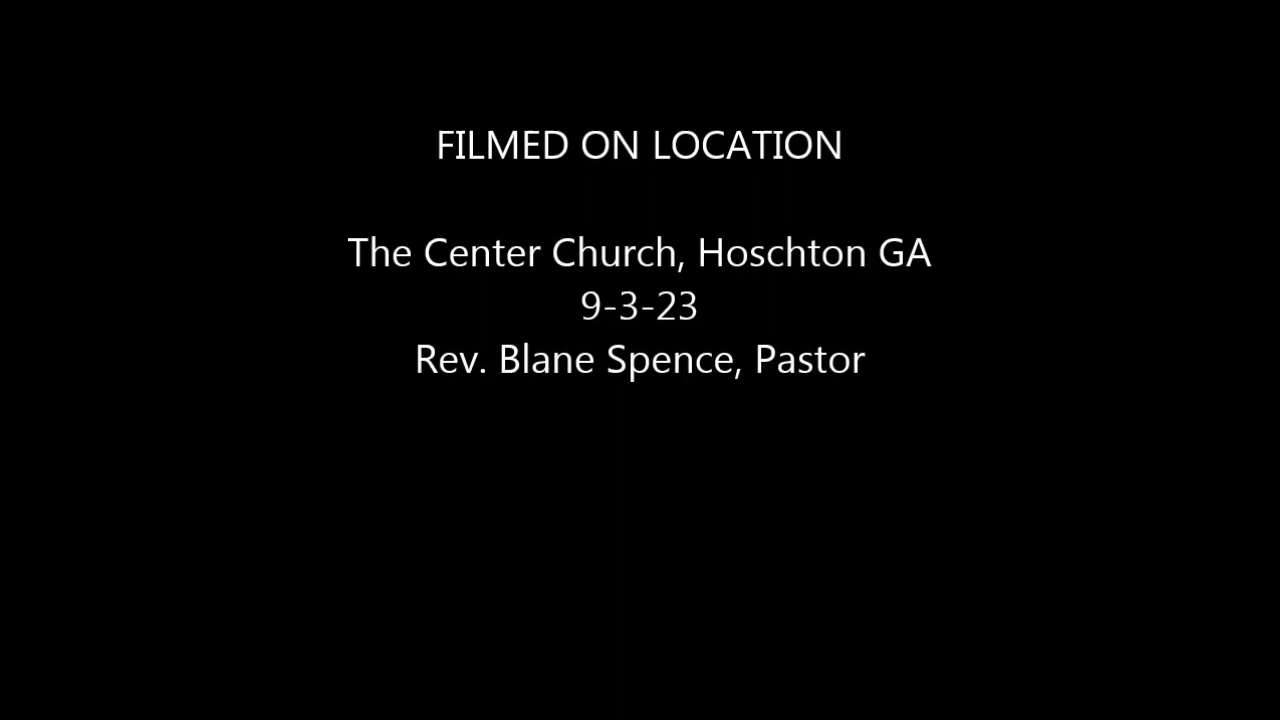 FILMED ON LOCATION
The Center Church, Hoschton GA
9-3-23
Rev. Blane Spence, Pastor